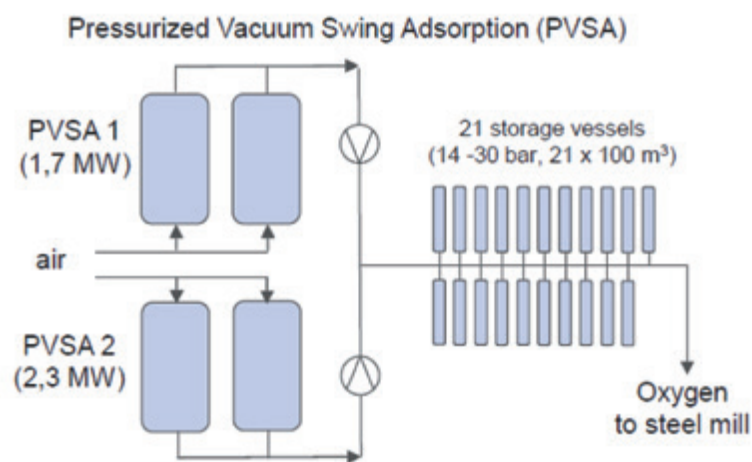 Pressurized Vacuum Swing Adsorption (PVSA)
PVSA 1
(1,7 MW)
21 storage vessels
(14 -30 bar, 21 x 100 m³)
air
PVSA 2
(2,3 MW)
Oxygen
to steel mill